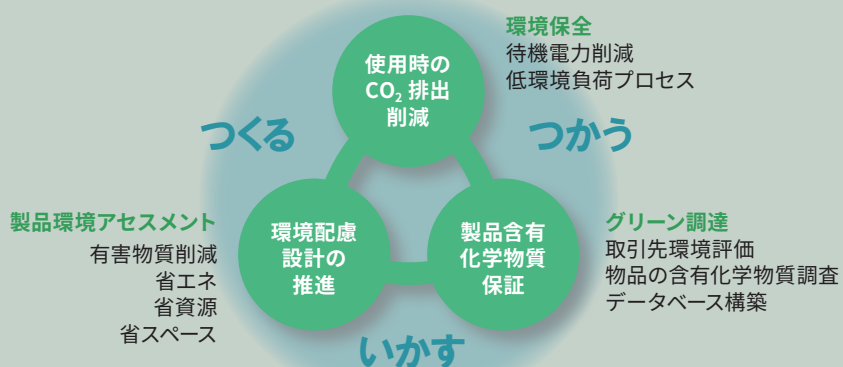 環境保全
待機電力削減
低環境負荷プロセス
使用時の
CO₂ 排出
削減
つくる
つかう
製品環境アセスメント
有害物質削減
省エネ
省資源
省スペース
環境配慮
設計の
推進
製品含有
化学物質
保証
グリーン調達
取引先環境評価
物品の含有化学物質調査
データベース構築
いかす